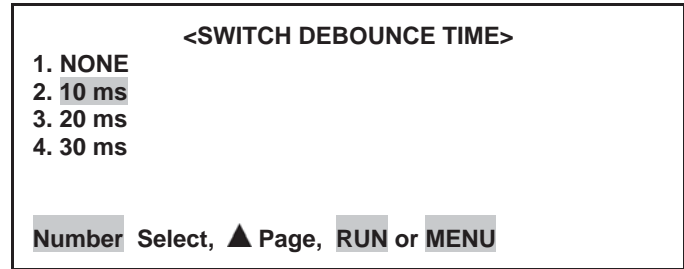 <SWITCH DEBOUNCE TIME>
1. NONE
2. 10 ms
3. 20 ms
4. 30 ms
Number Select, ▲ Page, RUN or MENU